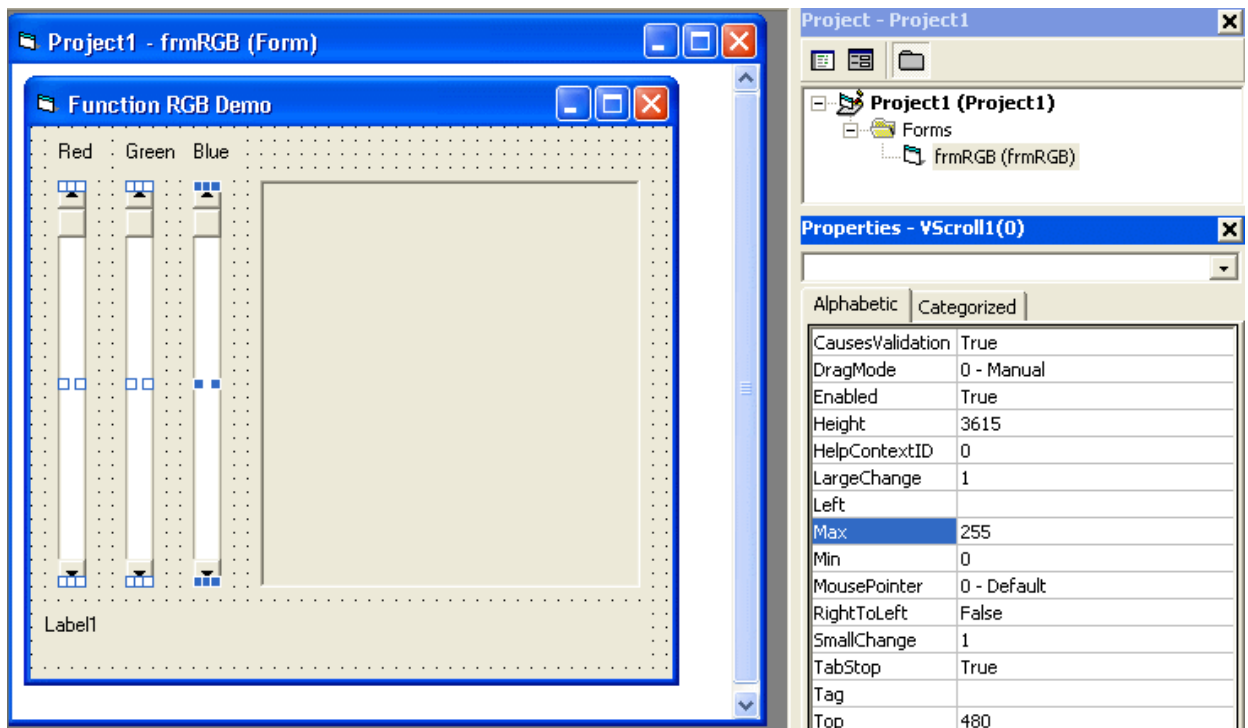 Project1 - frmRGB (Form)
Function RGB Demo
Red Green Blue
Label1
Project - Project1
Project1 (Project1)
Forms
frmRGB (frmRGB)
Properties - VScroll1(0)
Alphabetic Categorized
CausesValidation True
DragMode 0 - Manual
Enabled True
Height 3615
HelpContextID 0
LargeChange 1
Left
Max 255
Min 0
MousePointer 0 - Default
RightToLeft False
SmallChange 1
TabStop True
Tag
Top 480